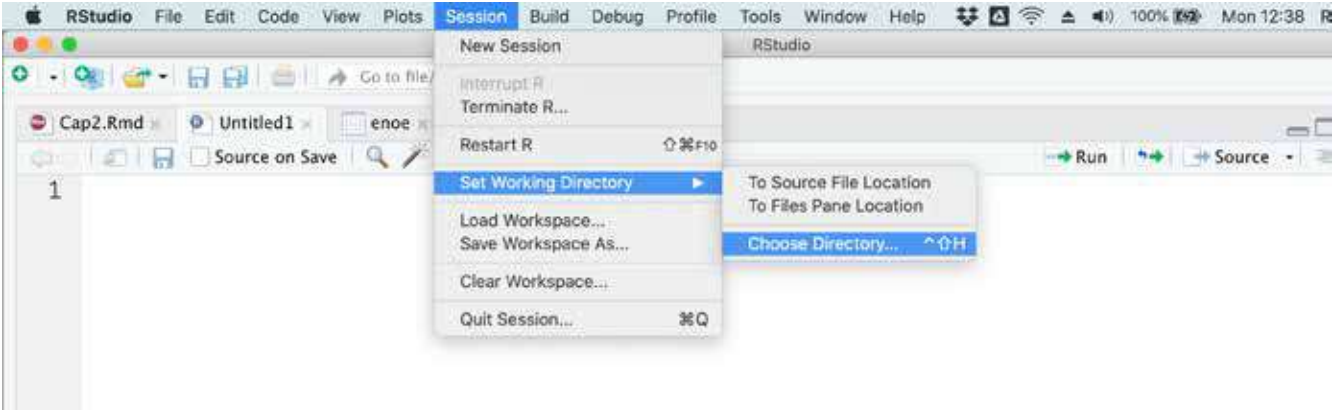 RStudio File Edit Code View Plots Session Build Debug Profile Tools Window Help 100% Mon 12:38 R
RStudio
Go to file/
Cap2.Rmd Untitled1 enoe
Source on Save Run Source
1
New Session
Interrupt R
Terminate R...
Restart R ⇧⌘F10
Set Working Directory ▶
Load Workspace...
Save Workspace As...
Clear Workspace...
Quit Session... ⌘Q
To Source File Location
To Files Pane Location
Choose Directory... ^⇧H